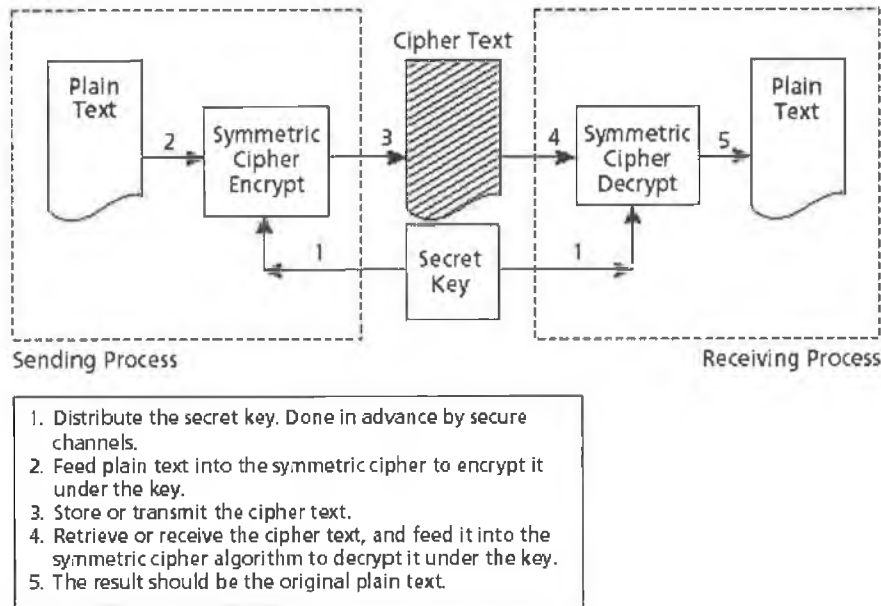 Cipher Text
Plain
Text
2
Symmetric
Cipher
Encrypt
3
4
Symmetric
Cipher
Decrypt
5
Plain
Text
1
Secret
Key
1
Sending Process
Receiving Process
1. Distribute the secret key. Done in advance by secure
channels.
2. Feed plain text into the symmetric cipher to encrypt it
under the key.
3. Store or transmit the cipher text.
4. Retrieve or receive the cipher text, and feed it into the
symmetric cipher algorithm to decrypt it under the key.
5. The result should be the original plain text.